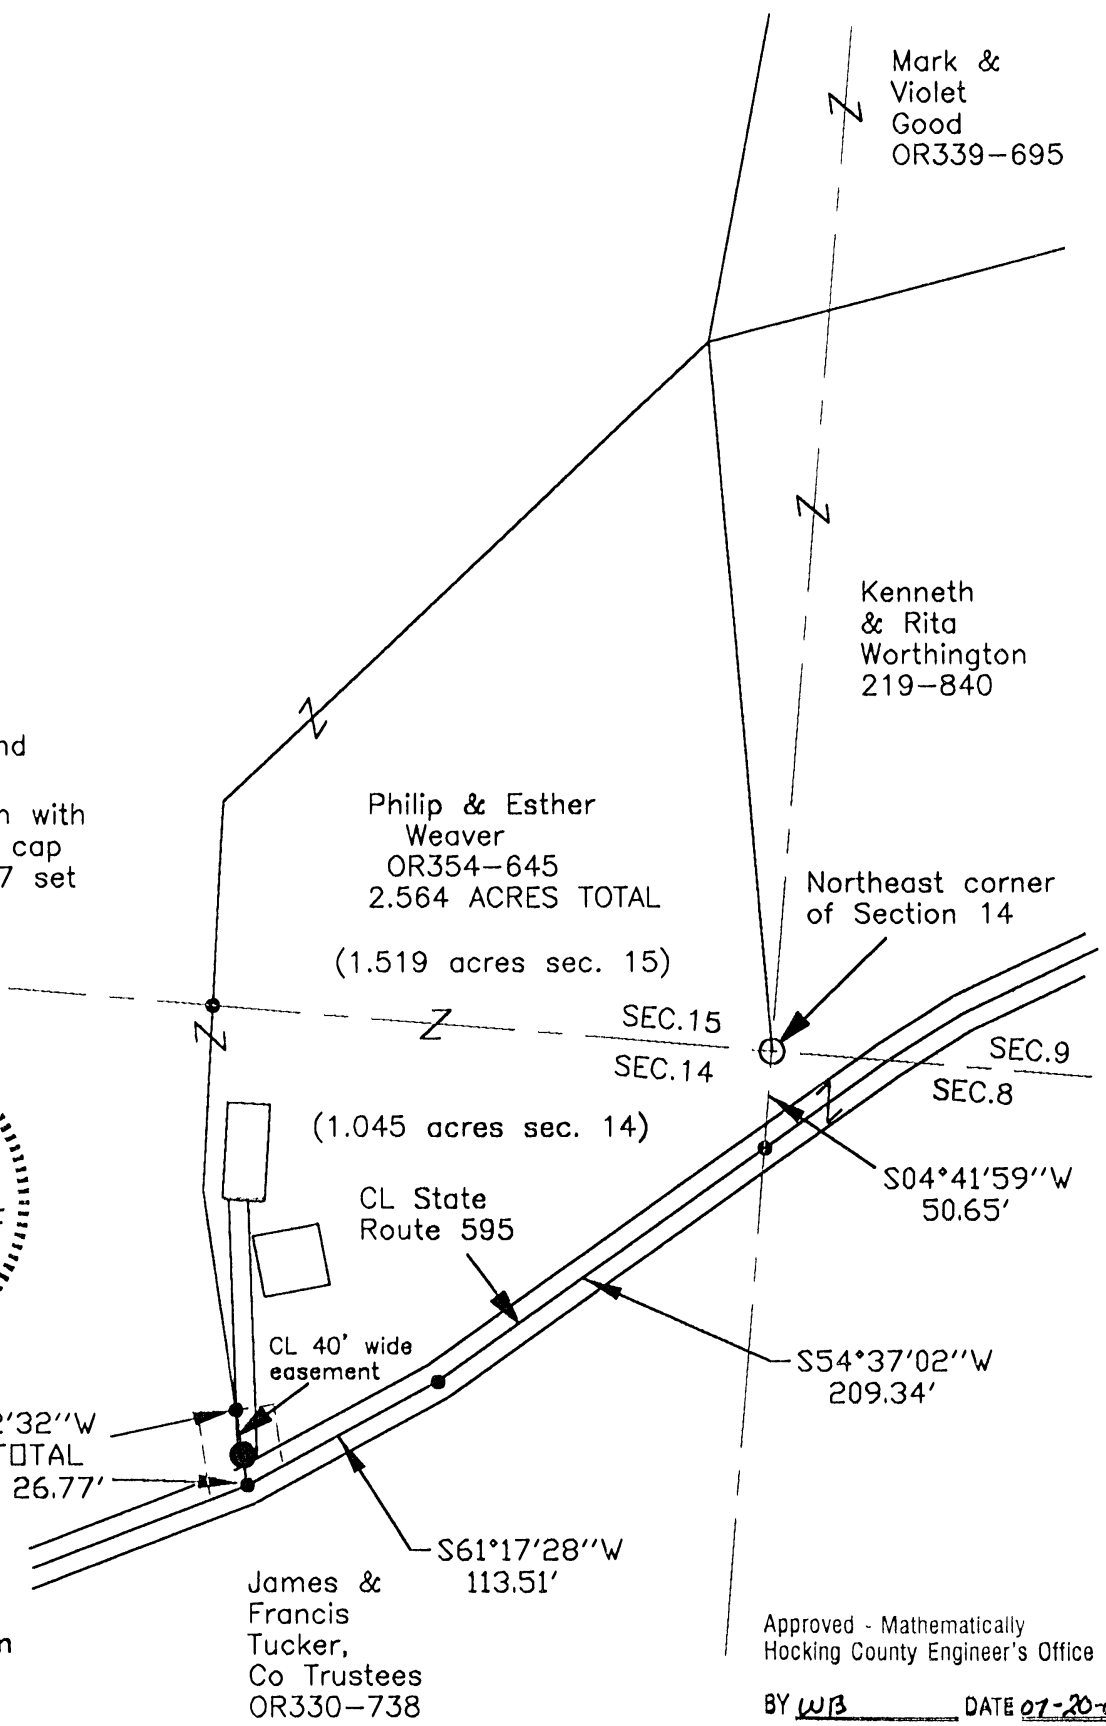 Mark &
Violet
Good
OR339-695
Kenneth
& Rita
Worthington
219-840
with
cap
set
Philip & Esther
Weaver
OR354-645
2.564 ACRES TOTAL
(1.519 acres sec. 15)
Northeast corner
of Section 14
SEC.15
SEC.14
SEC.9
SEC.8
(1.045 acres sec. 14)
CL State
Route 595
S04°41'59"W
50.65'
S54°37'02"W
209.34'
CL 40' wide
easement
2'32"W
TOTAL
26.77'
S61°17'28"W
113.51'
James &
Francis
Tucker,
Co Trustees
OR330-738
Approved - Mathematically
Hocking County Engineer's Office
BY WB DATE 07-20-